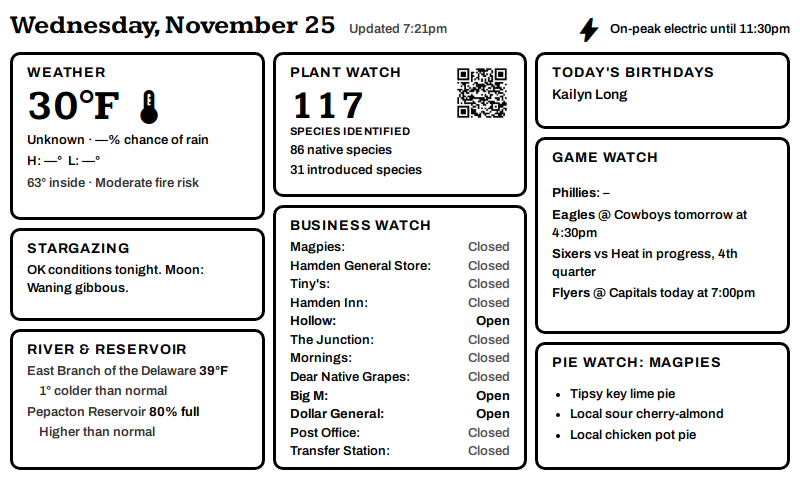 Wednesday, November 25 Updated 7:21pm
On-peak electric until 11:30pm
WEATHER
30°F
Unknown · —% chance of rain
H: —° L: —°
63° inside · Moderate fire risk
STARGAZING
OK conditions tonight. Moon:
Waning gibbous.
RIVER & RESERVOIR
East Branch of the Delaware 39°F
1° colder than normal
Pepacton Reservoir 80% full
Higher than normal
PLANT WATCH
117
SPECIES IDENTIFIED
86 native species
31 introduced species
BUSINESS WATCH
Magpies: Closed
Hamden General Store: Closed
Tiny's: Closed
Hamden Inn: Closed
Hollow: Open
The Junction: Closed
Mornings: Closed
Dear Native Grapes: Closed
Big M: Open
Dollar General: Open
Post Office: Closed
Transfer Station: Closed
TODAY'S BIRTHDAYS
Kailyn Long
GAME WATCH
Phillies: –
Eagles @ Cowboys tomorrow at
4:30pm
Sixers vs Heat in progress, 4th
quarter
Flyers @ Capitals today at 7:00pm
PIE WATCH: MAGPIES
• Tipsy key lime pie
• Local sour cherry-almond
• Local chicken pot pie